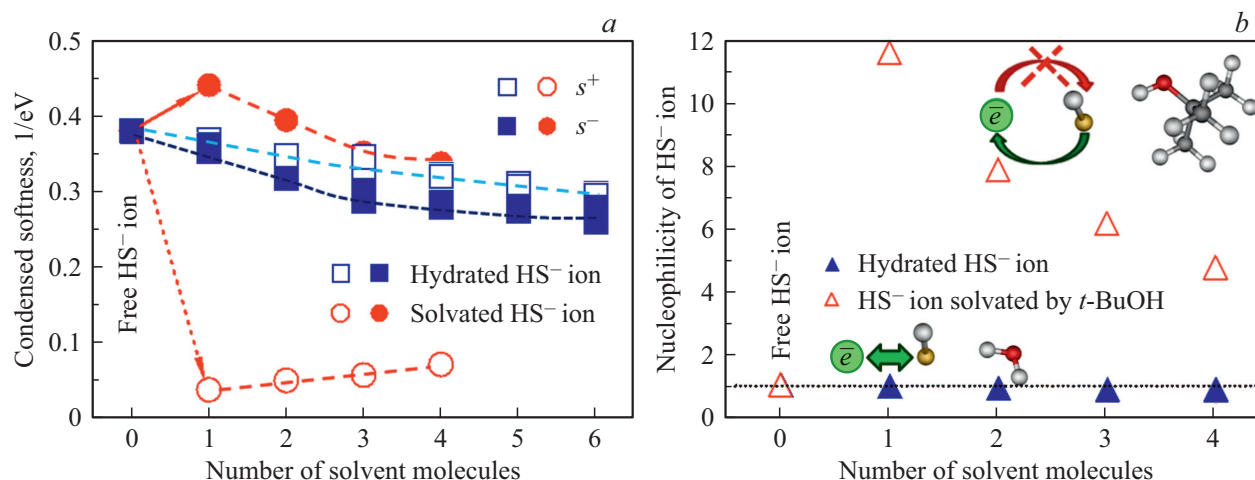 a
0.5
0.4
0.3
0.2
0.1
0
Condensed softness, 1/eV
Free HS⁻ ion
s⁺
s⁻
Hydrated HS⁻ ion
Solvated HS⁻ ion
0 1 2 3 4 5 6
Number of solvent molecules
b
12
10
8
6
4
2
0
Nucleophilicity of HS⁻ ion
Free HS⁻ ion
e̅
Hydrated HS⁻ ion
HS⁻ ion solvated by t-BuOH
e̅
0 1 2 3 4
Number of solvent molecules